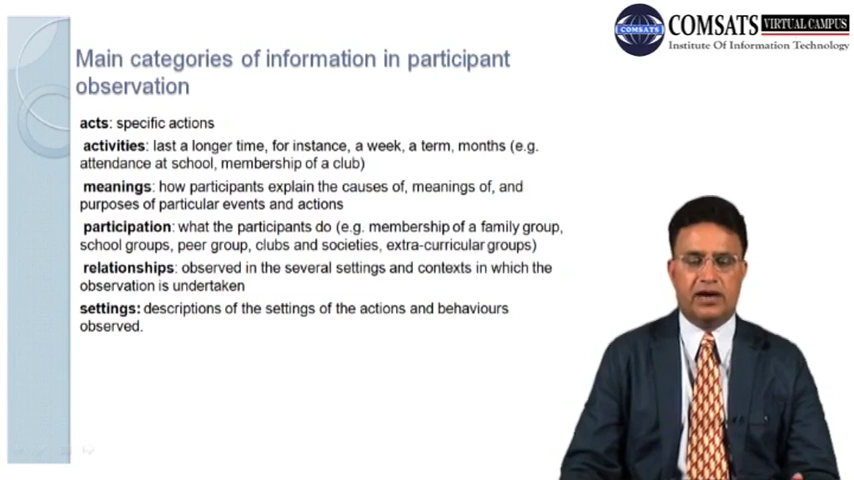 COMSATS
COMSATS VIRTUAL CAMPUS
Institute Of Information Technology
Main categories of information in participant
observation
acts: specific actions
activities: last a longer time, for instance, a week, a term, months (e.g.
attendance at school, membership of a club)
meanings: how participants explain the causes of, meanings of, and
purposes of particular events and actions
participation: what the participants do (e.g. membership of a family group,
school groups, peer group, clubs and societies, extra-curricular groups)
relationships: observed in the several settings and contexts in which the
observation is undertaken
settings: descriptions of the settings of the actions and behaviours
observed.